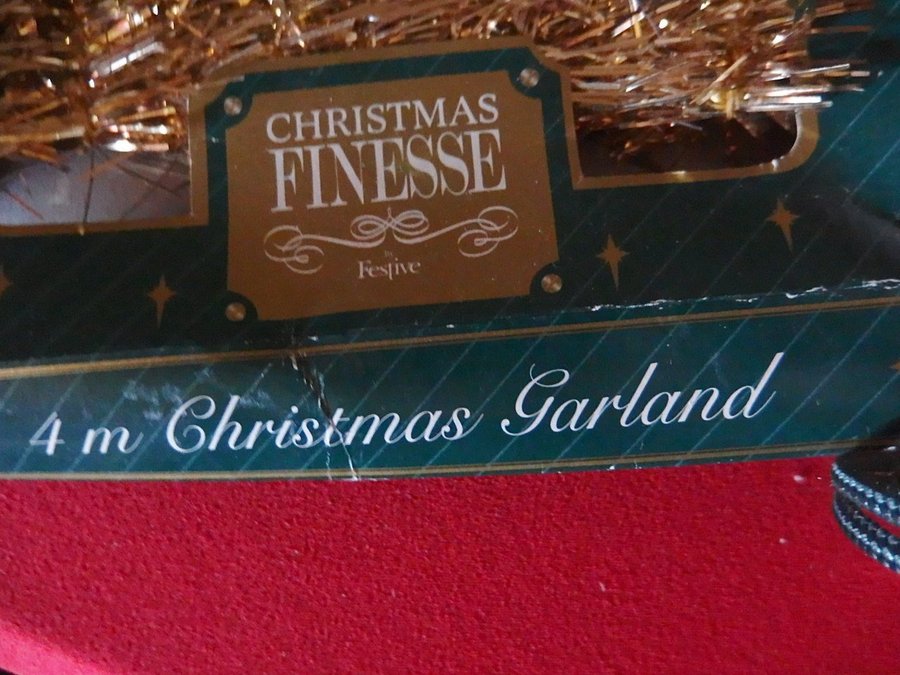 CHRISTMAS
FINESSE
by
Festive
4 m Christmas Garland